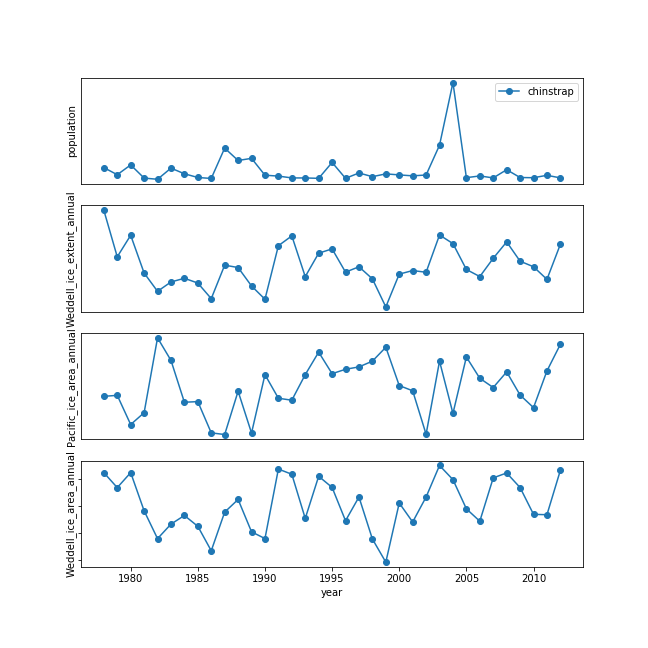 chinstrap
population
Weddell_ice_extent_annual
Pacific_ice_area_annual
Weddell_ice_area_annual
1980 1985 1990 1995 2000 2005 2010
year